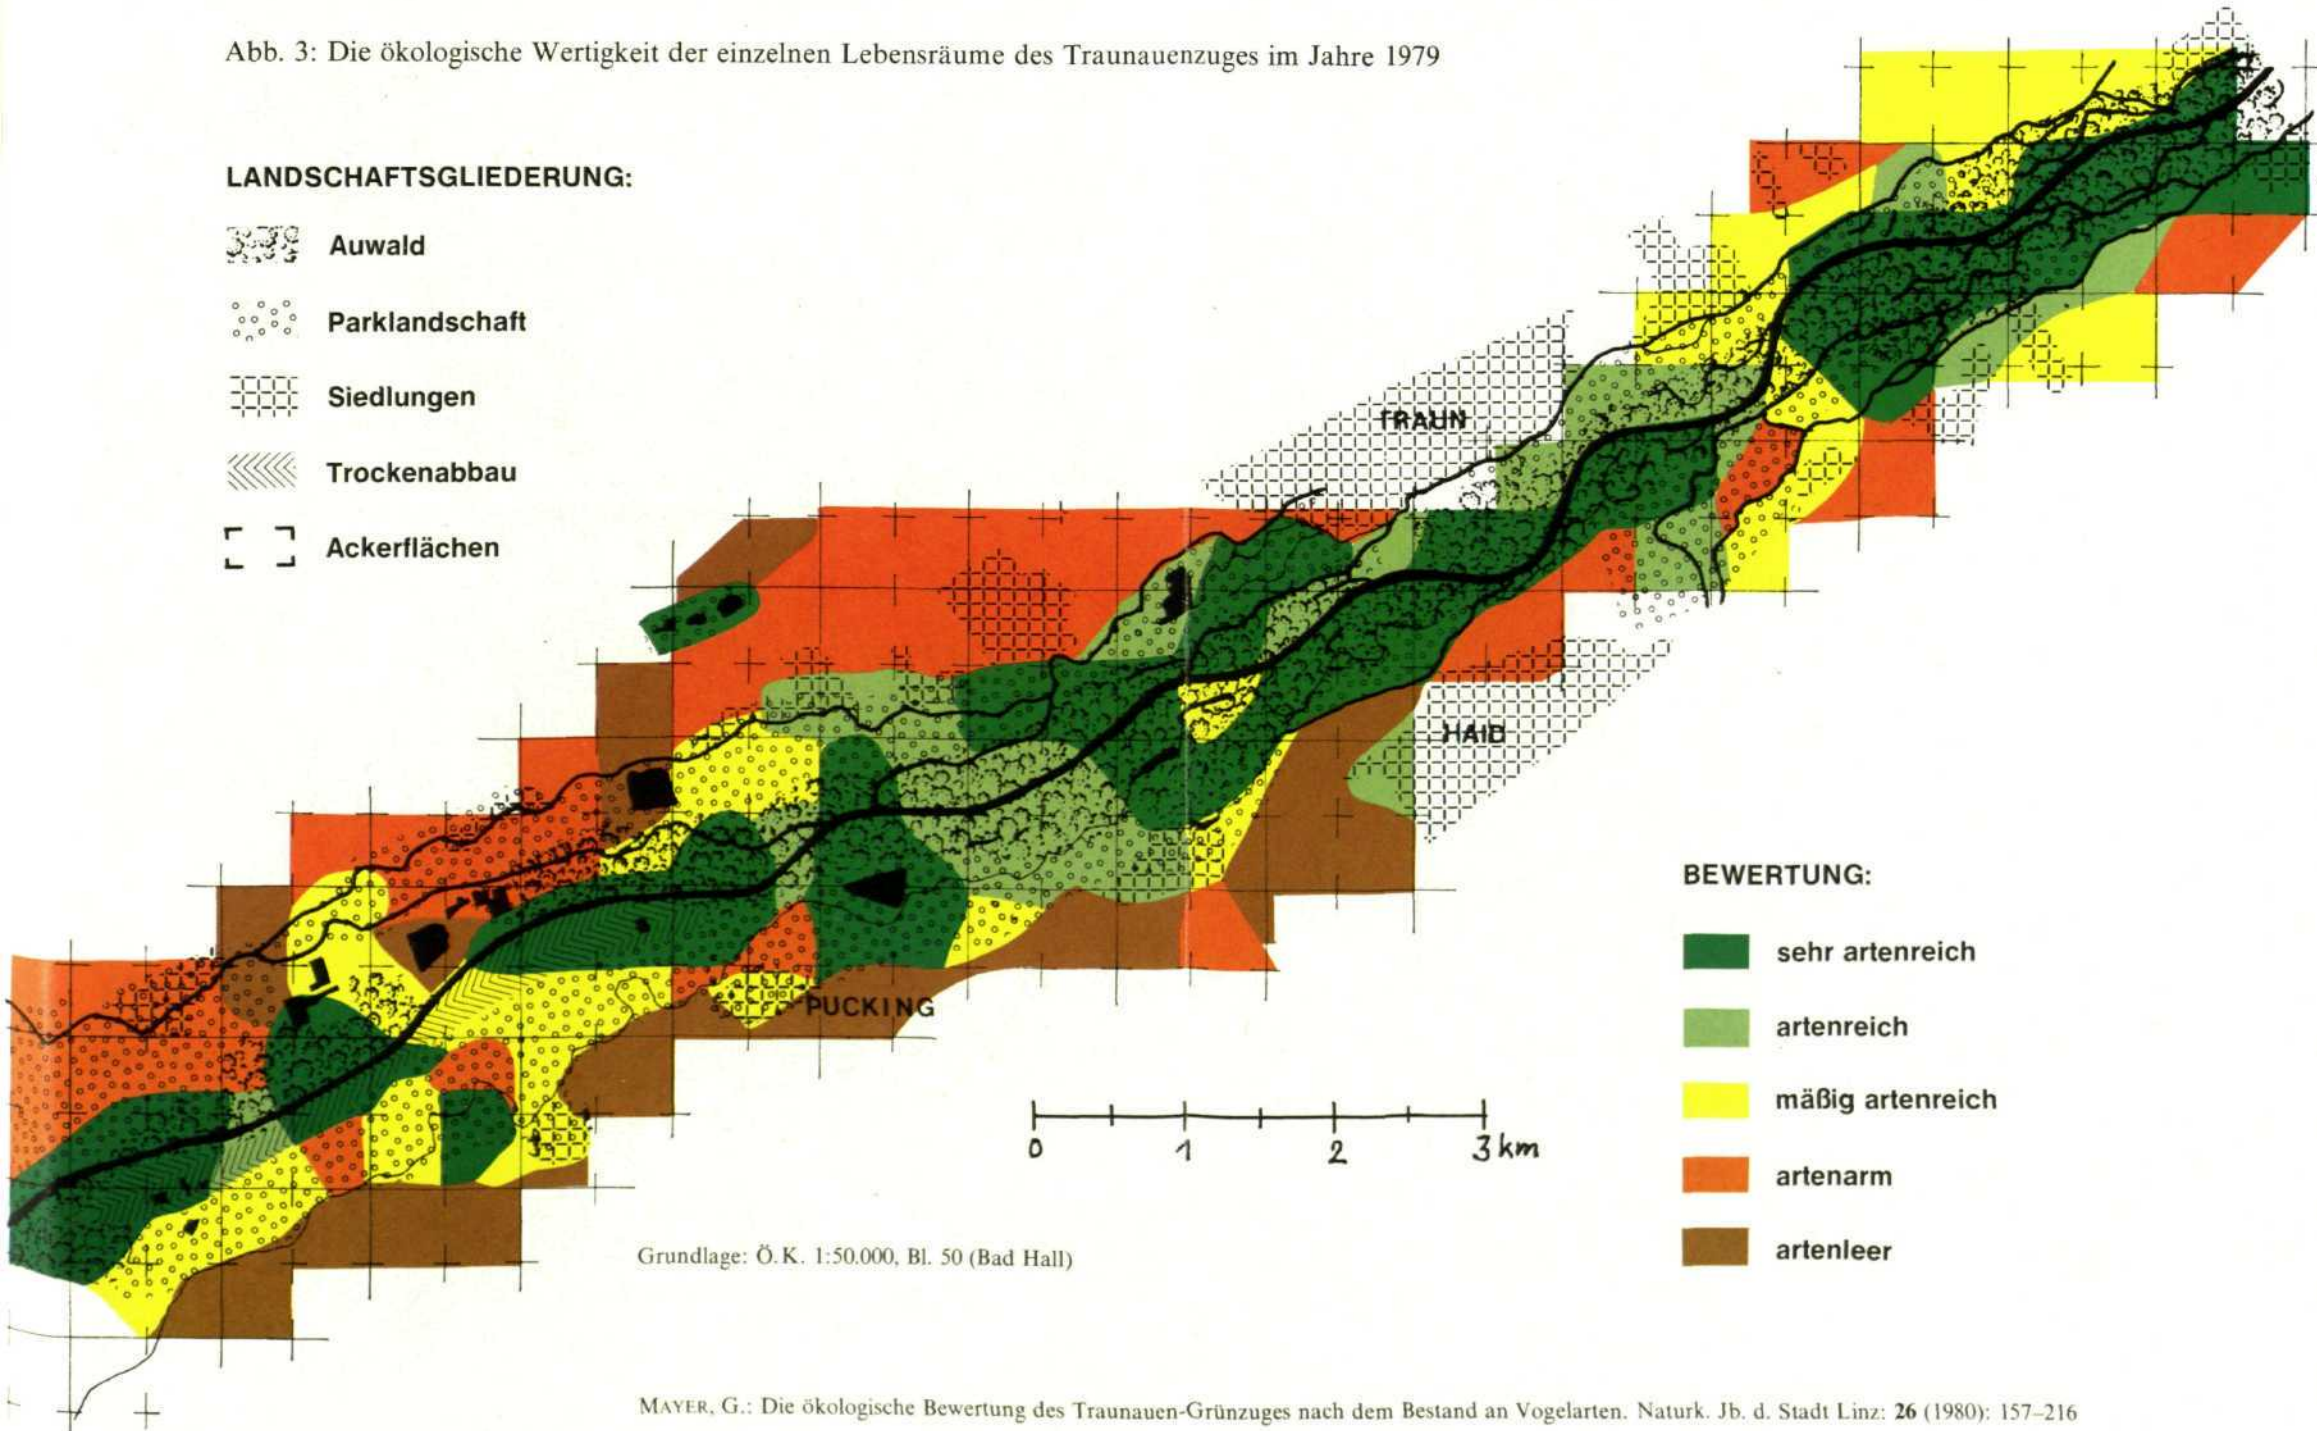 Abb. 3: Die ökologische Wertigkeit der einzelnen Lebensräume des Traunauenzuges im Jahre 1979
LANDSCHAFTSGLIEDERUNG:
Auwald
Parklandschaft
Siedlungen
Trockenabbau
Ackerflächen
TRAUN
HAID
PUCKING
BEWERTUNG:
sehr artenreich
artenreich
mäßig artenreich
artenarm
artenleer
0 1 2 3 km
Grundlage: Ö.K. 1:50.000, Bl. 50 (Bad Hall)
MAYER, G.: Die ökologische Bewertung des Traunauen-Grünzuges nach dem Bestand an Vogelarten. Naturk. Jb. d. Stadt Linz: 26 (1980): 157–216